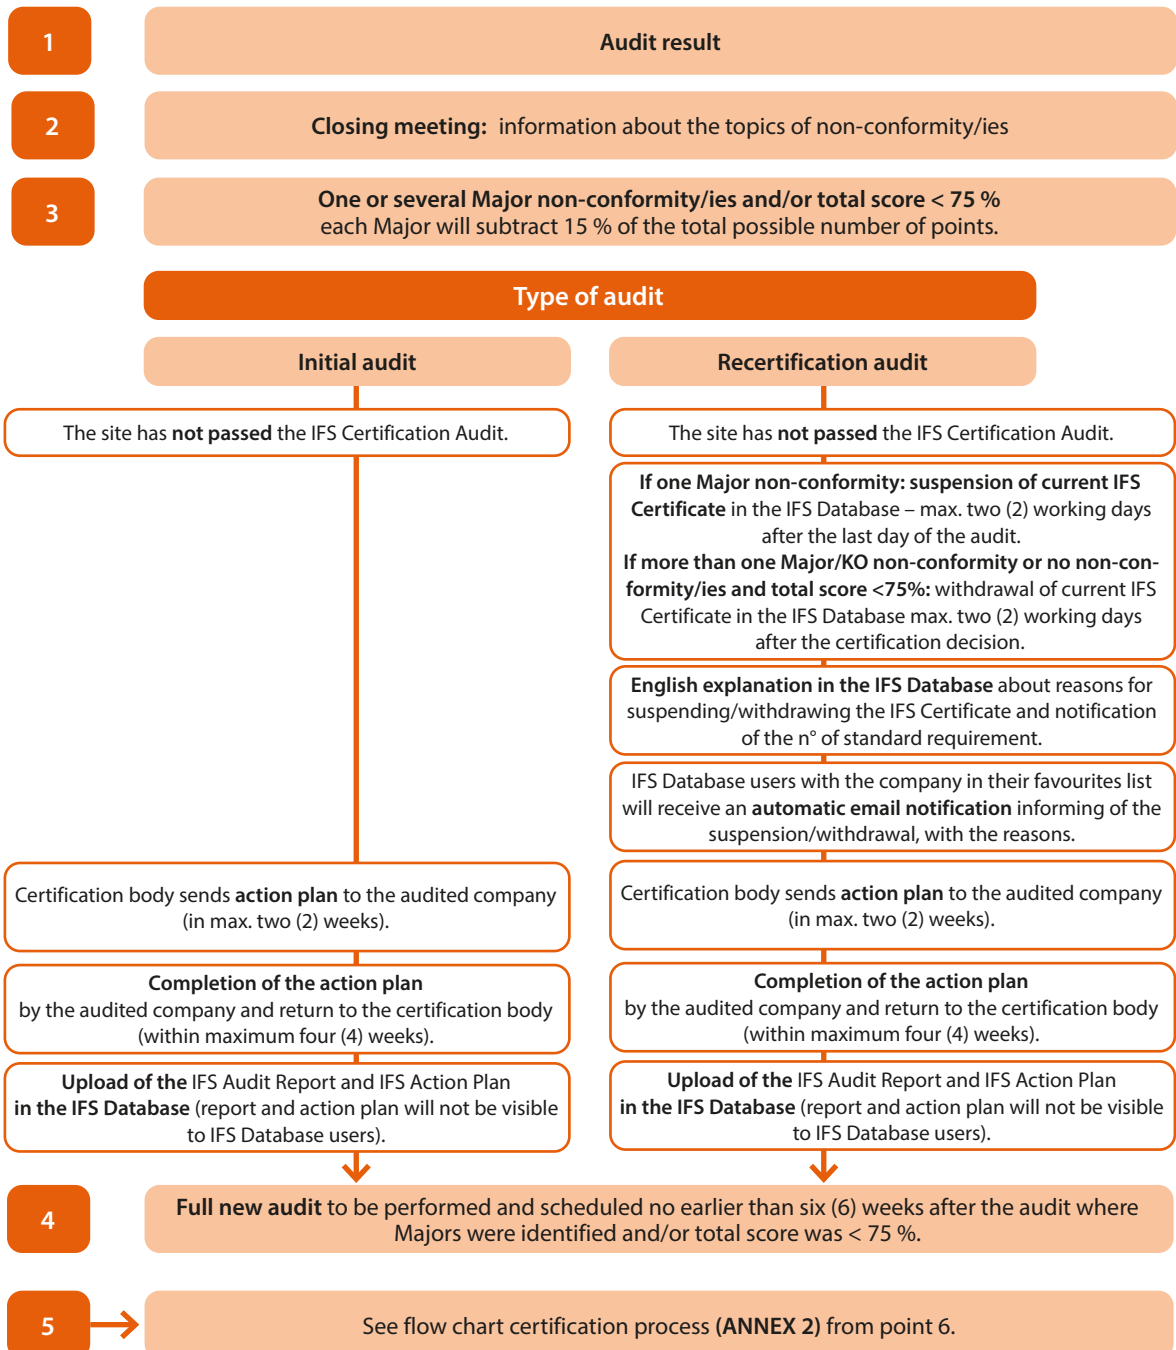 1
Audit result
2
Closing meeting: information about the topics of non-conformity/ies
3
One or several Major non-conformity/ies and/or total score < 75 %
each Major will subtract 15 % of the total possible number of points.
Type of audit
Initial audit
The site has not passed the IFS Certification Audit.
Certification body sends action plan to the audited company
(in max. two (2) weeks).
Completion of the action plan
by the audited company and return to the certification body
(within maximum four (4) weeks).
Upload of the IFS Audit Report and IFS Action Plan
in the IFS Database (report and action plan will not be visible
to IFS Database users).
Recertification audit
The site has not passed the IFS Certification Audit.
If one Major non-conformity: suspension of current IFS
Certificate in the IFS Database – max. two (2) working days
after the last day of the audit.
If more than one Major/KO non-conformity or no non-con-
formity/ies and total score <75%: withdrawal of current IFS
Certificate in the IFS Database max. two (2) working days
after the certification decision.
English explanation in the IFS Database about reasons for
suspending/withdrawing the IFS Certificate and notification
of the n° of standard requirement.
IFS Database users with the company in their favourites list
will receive an automatic email notification informing of the
suspension/withdrawal, with the reasons.
Certification body sends action plan to the audited company
(in max. two (2) weeks).
Completion of the action plan
by the audited company and return to the certification body
(within maximum four (4) weeks).
Upload of the IFS Audit Report and IFS Action Plan
in the IFS Database (report and action plan will not be visible
to IFS Database users).
4
Full new audit to be performed and scheduled no earlier than six (6) weeks after the audit where
Majors were identified and/or total score was < 75 %.
5
See flow chart certification process (ANNEX 2) from point 6.